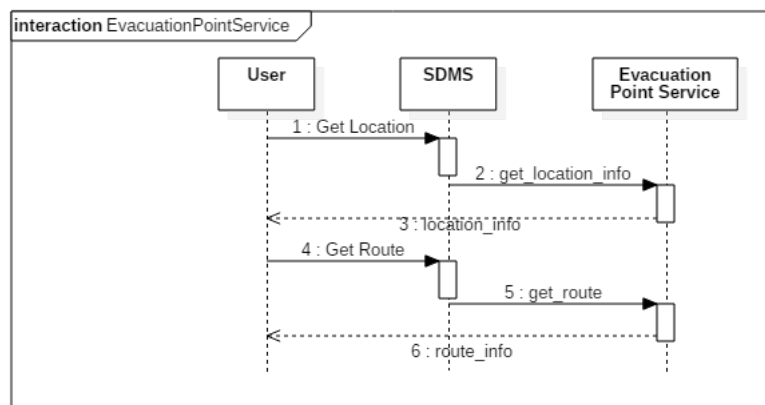 interaction EvacuationPointService
User
SDMS
Evacuation
Point Service
1 : Get Location
2 : get_location_info
3 : location_info
4 : Get Route
5 : get_route
6 : route_info